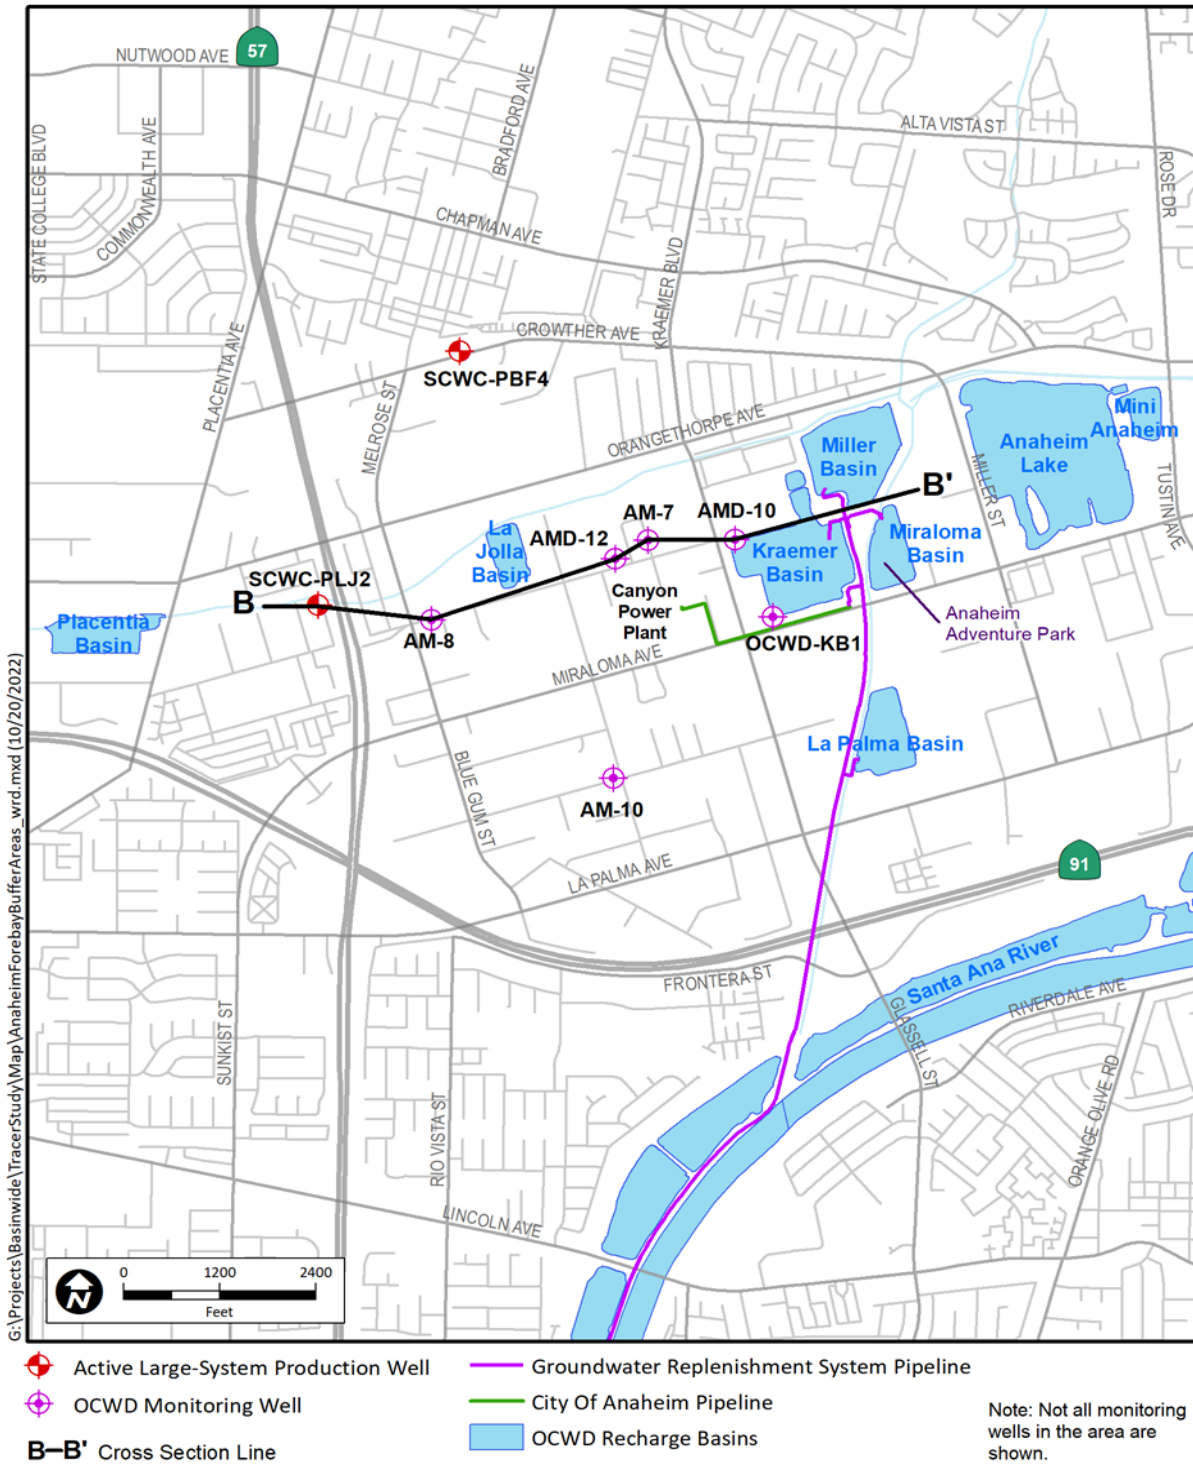 57
NUTWOOD AVE
BRADFORD AVE
ALTA VISTA ST
STATE COLLEGE BLVD
COMMONWEALTH AVE
ROSE DR
CHAPMAN AVE
KRAEMER BLVD
CROWTHER AVE
PLACENTIA AVE
SCWC-PBF4
MELROSE ST
ORANGETHORPE AVE
Mini
Anaheim
Miller
Basin
Anaheim
Lake
MILLER ST
TUSTIN AVE
B'
AM-7
AMD-10
La
Jolla
Basin
AMD-12
Miraloma
Basin
Kraemer
Basin
SCWC-PLJ2
B
Canyon
Power
Plant
Anaheim
Adventure Park
Placentia
Basin
AM-8
OCWD-KB1
MIRALOMA AVE
La Palma Basin
BLUE GUM ST
AM-10
LA PALMA AVE
91
Santa Ana River
FRONTERA ST
RIVERDALE AVE
GLASSELL ST
SUNKIST ST
RIO VISTA ST
ORANGE OLIVE RD
LINCOLN AVE
N
0 1200 2400
Feet
G:\Projects\Basinwide\TracerStudy\Map\AnaheimForebayBufferAreas_wrd.mxd (10/20/2022)
Active Large-System Production Well
OCWD Monitoring Well
B–B' Cross Section Line
Groundwater Replenishment System Pipeline
City Of Anaheim Pipeline
OCWD Recharge Basins
Note: Not all monitoring
wells in the area are
shown.